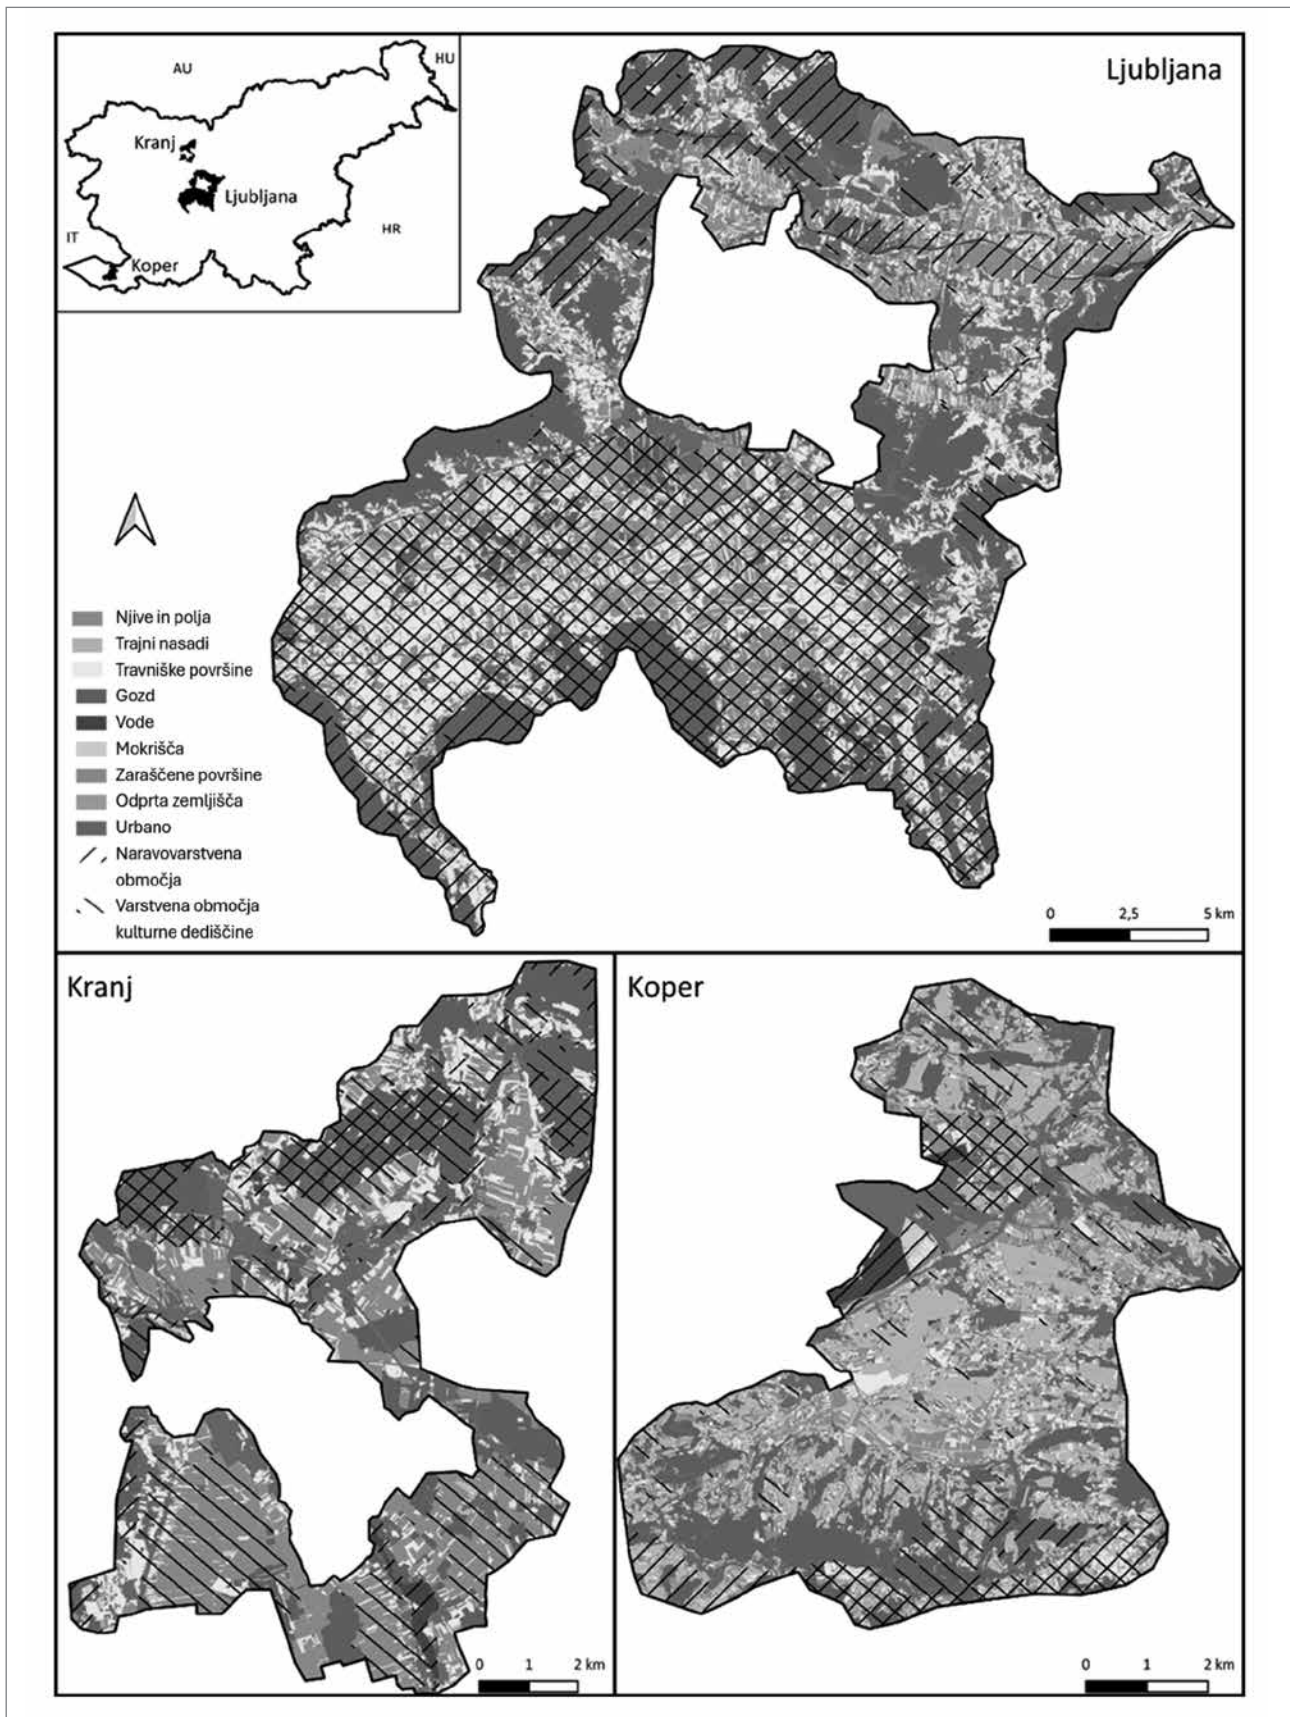 AU
HU
Kranj
Ljubljana
IT
HR
Koper
Ljubljana
Njive in polja
Trajni nasadi
Travniške površine
Gozd
Vode
Mokrišča
Zaraščene površine
Odprta zemljišča
Urbano
Naravovarstvena
območja
Varstvena območja
kulturne dediščine
0 2,5 5 km
Kranj
0 1 2 km
Koper
0 1 2 km